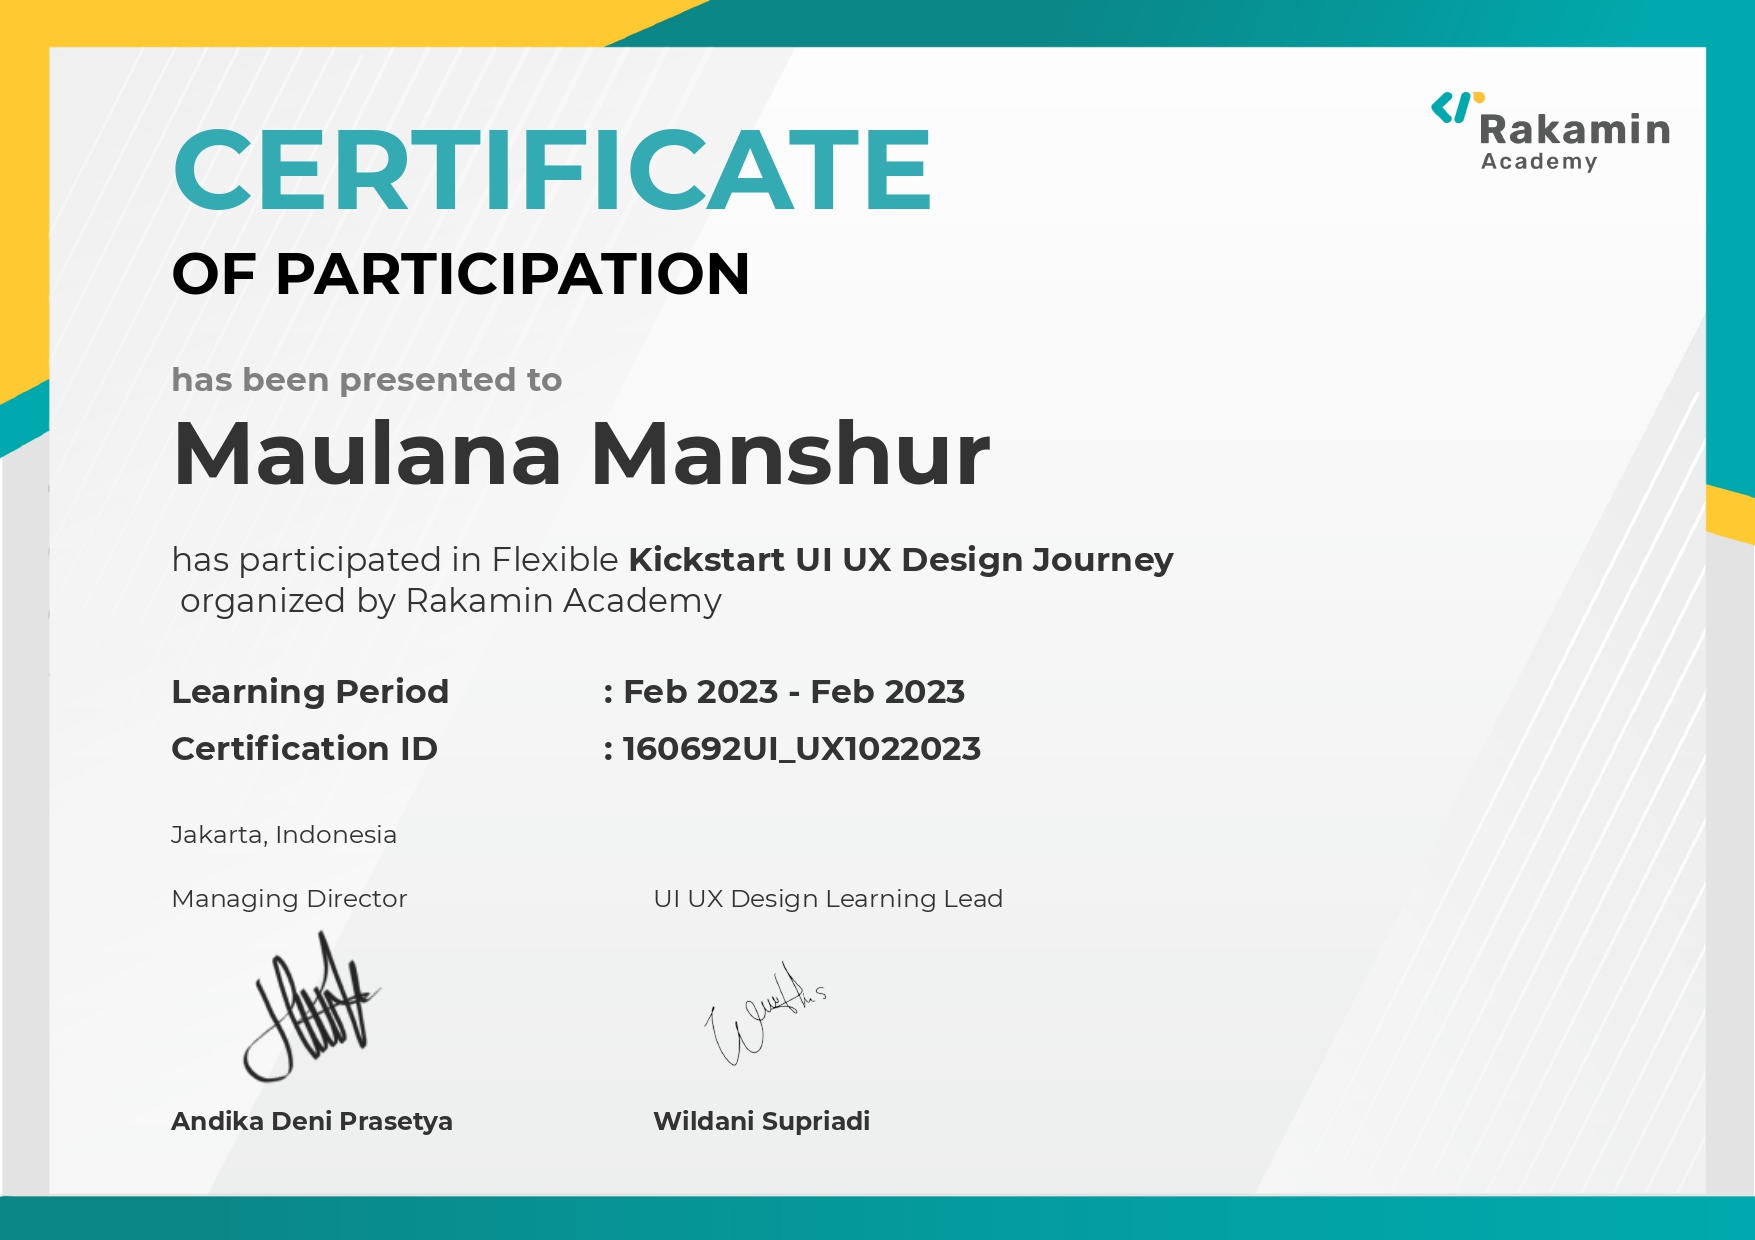 Rakamin
Academy
CERTIFICATE
OF PARTICIPATION
has been presented to
Maulana Manshur
has participated in Flexible Kickstart UI UX Design Journey
organized by Rakamin Academy
Learning Period : Feb 2023 - Feb 2023
Certification ID : 160692UI_UX1022023
Jakarta, Indonesia
Managing Director UI UX Design Learning Lead
Andika Deni Prasetya Wildani Supriadi